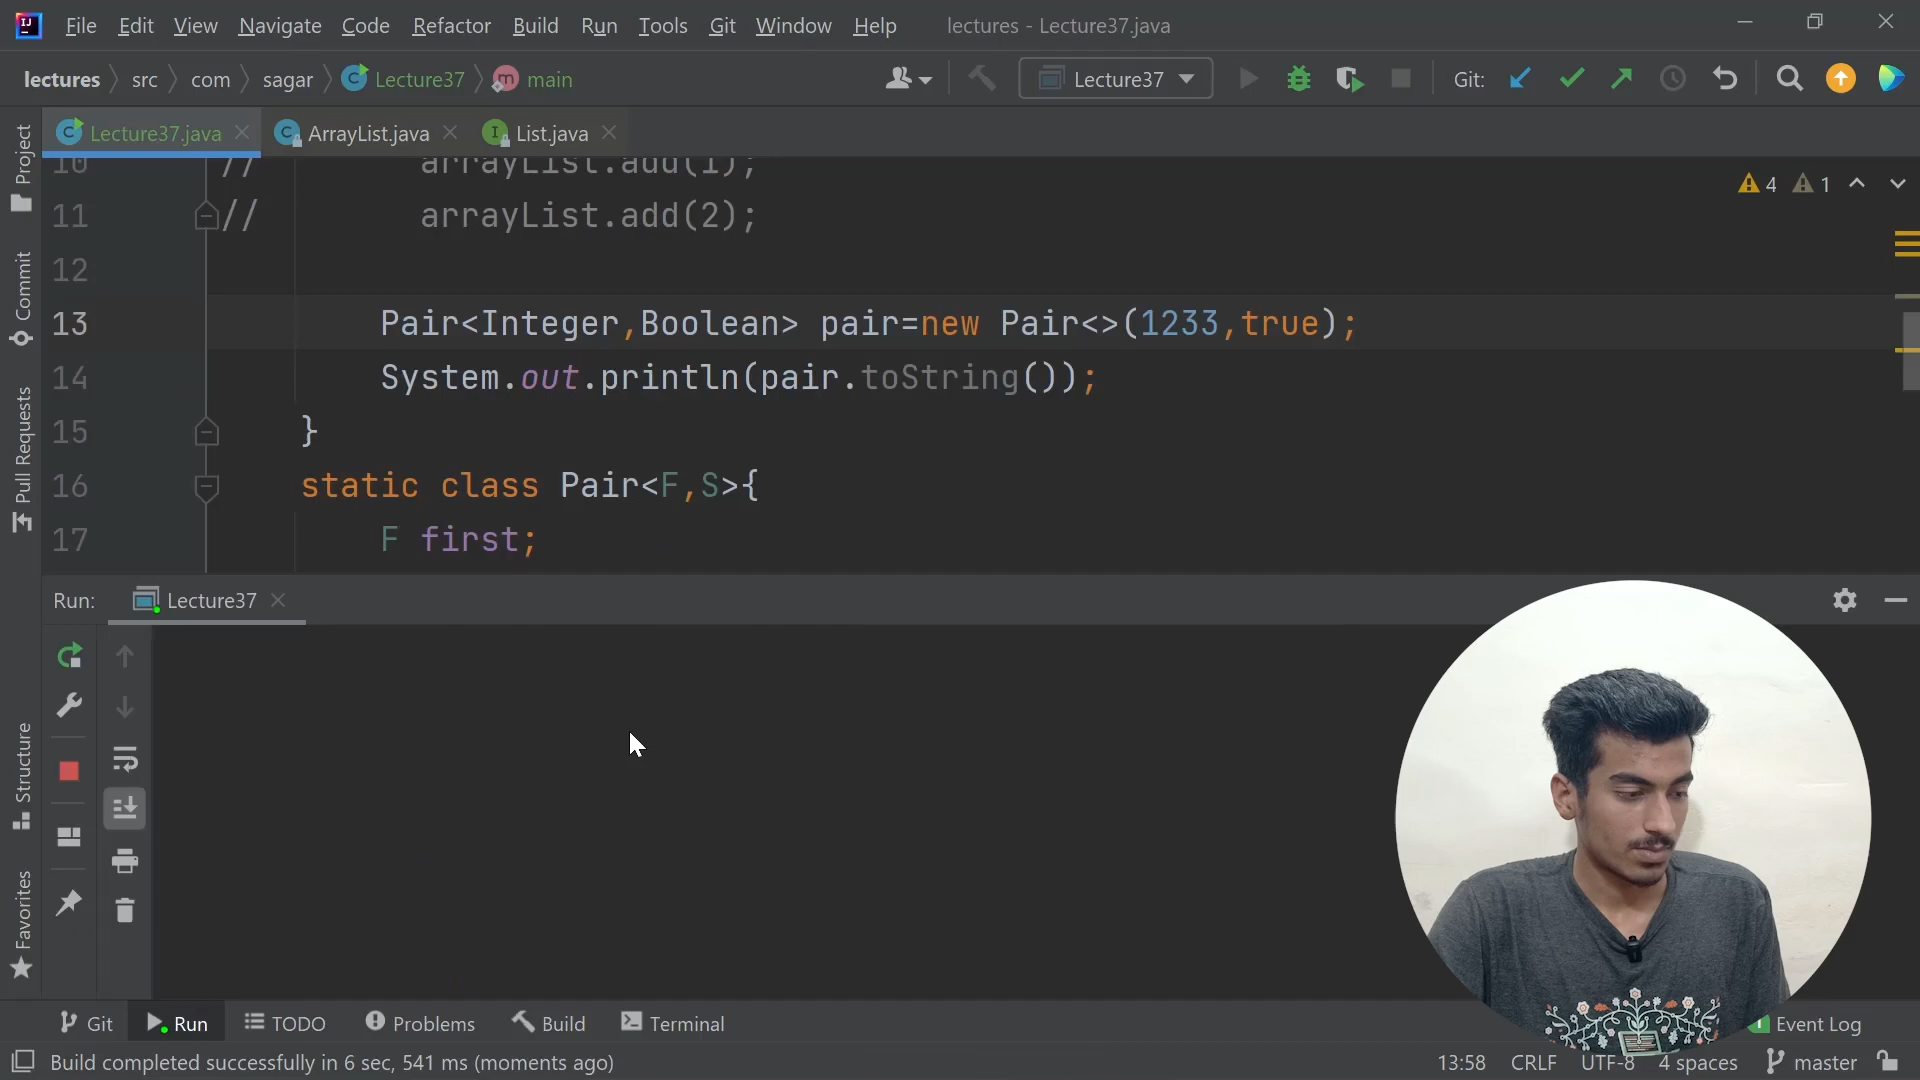 File Edit View Navigate Code Refactor Build Run Tools Git Window Help lectures - Lecture37.java
lectures src com sagar Lecture37 main Lecture37 Git:
Lecture37.java ArrayList.java List.java
10 // arrayList.add(1);
4 1
11 // arrayList.add(2);
12
13 Pair<Integer,Boolean> pair=new Pair<>(1233,true);
14 System.out.println(pair.toString());
15 }
16 static class Pair<F,S>{
17 F first;
Project
Commit
Pull Requests
Structure
Favorites
Run: Lecture37
Git Run TODO Problems Build Terminal Event Log
Build completed successfully in 6 sec, 541 ms (moments ago) 13:58 CRLF UTF-8 4 spaces master